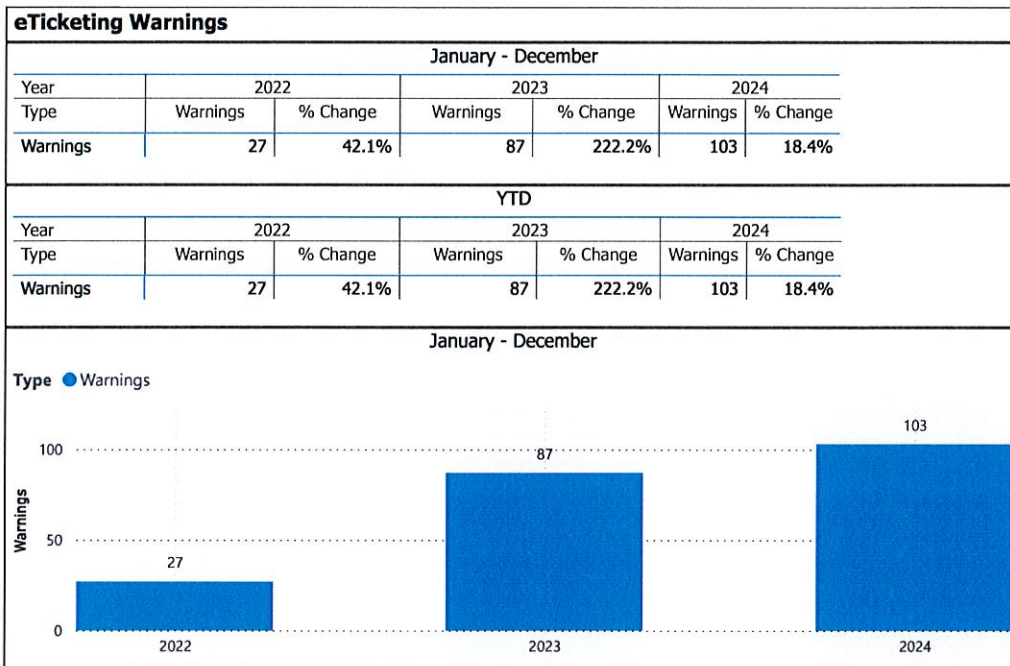 eTicketing Warnings
January - December
Year 2022 2023 2024
Type Warnings % Change Warnings % Change Warnings % Change
Warnings 27 42.1% 87 222.2% 103 18.4%
YTD
Year 2022 2023 2024
Type Warnings % Change Warnings % Change Warnings % Change
Warnings 27 42.1% 87 222.2% 103 18.4%
January - December
Type Warnings
103
100
87
Warnings
50
27
0
2022 2023 2024